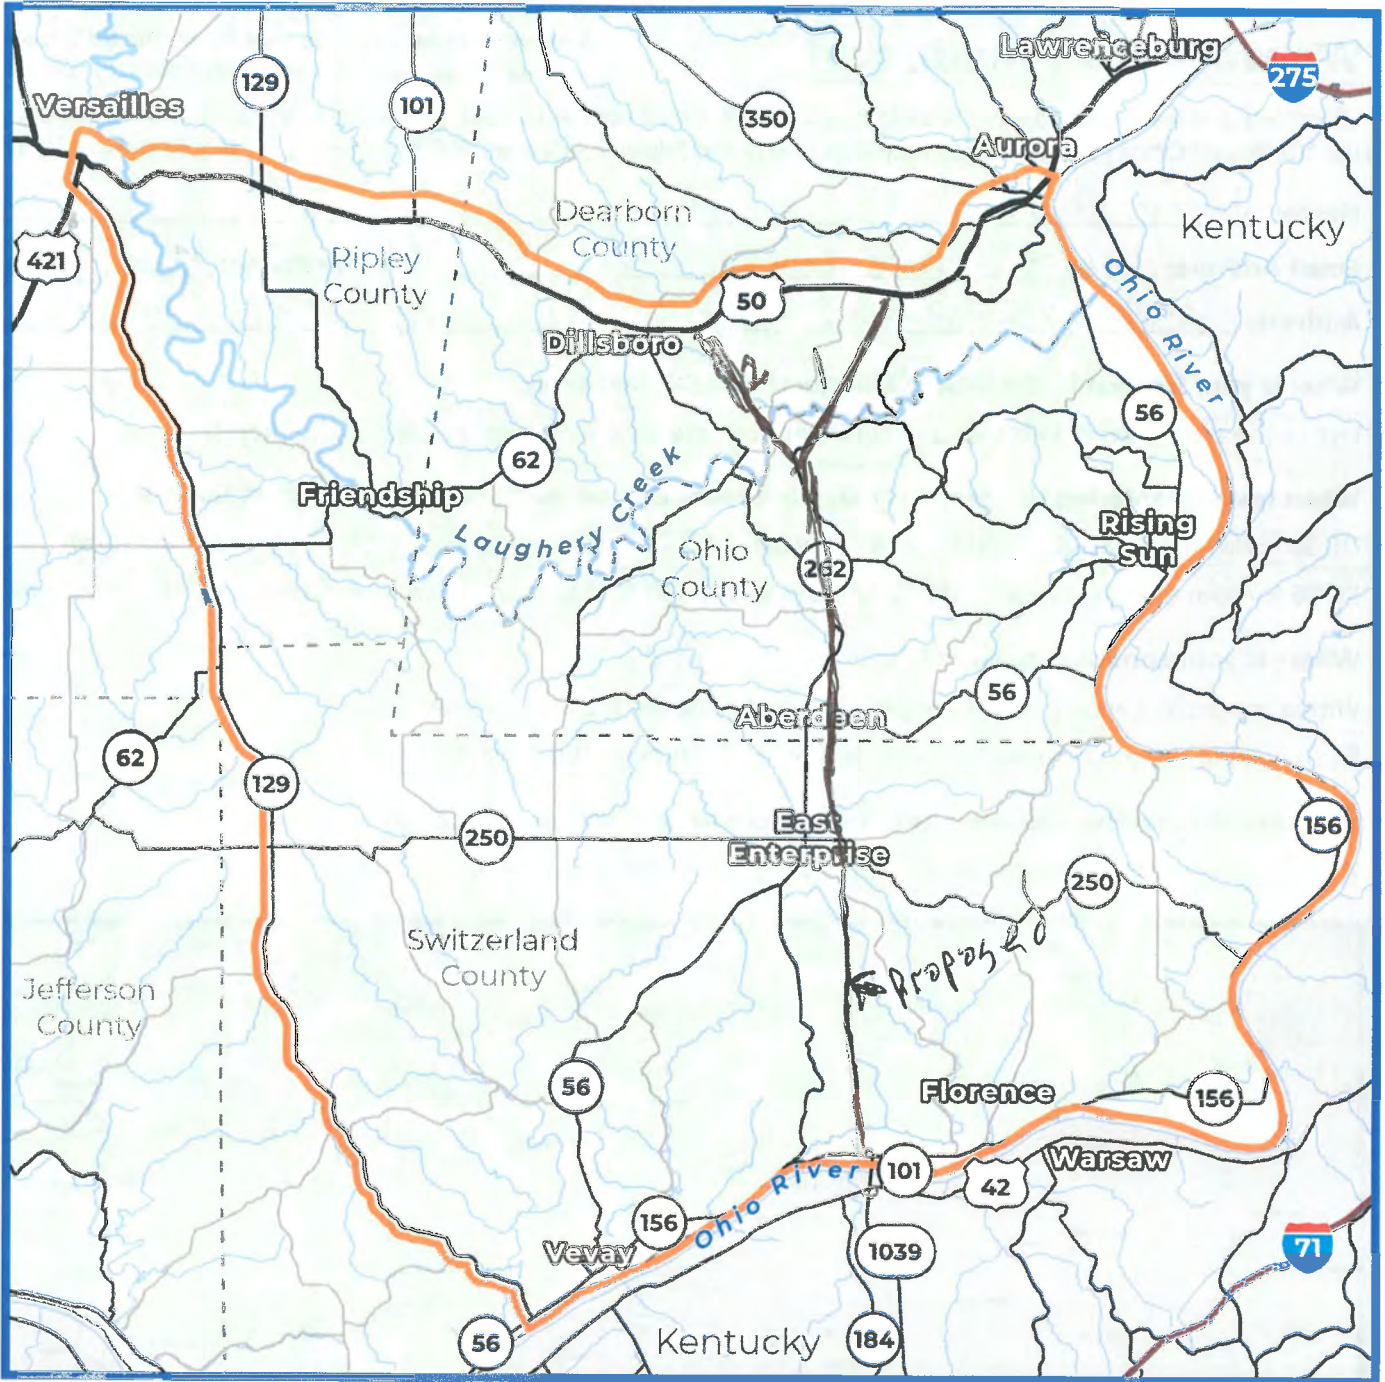 Lawrenceburg
275
129
101
Versailles
350
Aurora
Dearborn
County
Kentucky
421
Ripley
County
50
Ohio River
Dillsboro
56
62
Friendship
Laughery Creek
Rising
Sun
Ohio
County
262
56
Aberdeen
62
129
156
250
East
Enterprise
250
Switzerland
County
Proposed
Jefferson
County
56
Florence
156
Warsaw
101
42
Ohio River
156
Vevay
1039
71
56
Kentucky
184